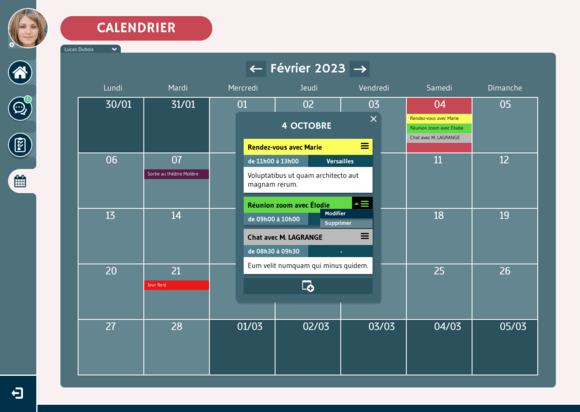 CALENDRIER
Lucas Dubois
Février 2023
Lundi Mardi Mercredi Jeudi Vendredi Samedi Dimanche
30/01 31/01 01 02 03 04 05
Rendez-vous avec Marie
Réunion zoom avec Élodie
Chat avec M. LAGRANGE
4 OCTOBRE
Rendez-vous avec Marie
de 11h00 à 13h00 Versailles
Voluptatibus ut quam architecto aut
magnam rerum.
Réunion zoom avec Élodie
Modifier
de 09h00 à 10h00
Supprimer
Chat avec M. LAGRANGE
de 08h30 à 09h30 -
Eum velit numquam qui minus quidem.
06 07 11 12
Sortie au théâtre Molière
13 14 18 19
20 21 25 26
Jour férié
27 28 01/03 02/03 03/03 04/03 05/03